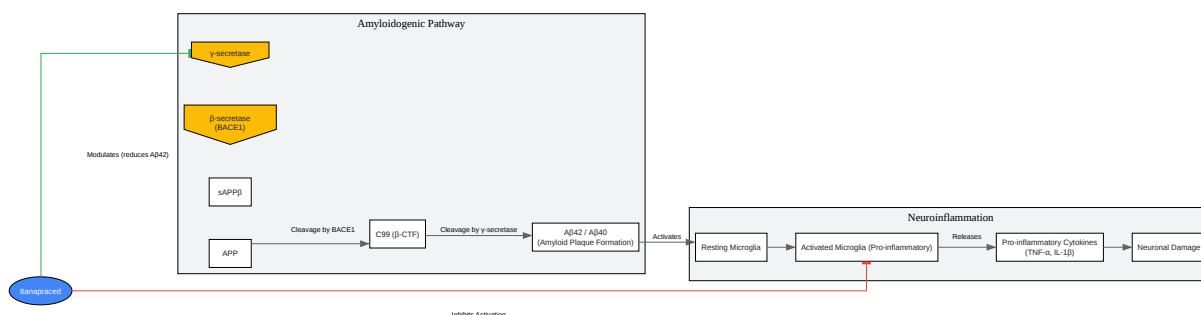 Amyloidogenic Pathway
γ-secretase
β-secretase
(BACE1)
Modulates (reduces Aβ42)
sAPPβ
APP
Cleavage by BACE1
C99 (β-CTF)
Cleavage by γ-secretase
Aβ42 / Aβ40
(Amyloid Plaque Formation)
Activates
Neuroinflammation
Resting Microglia
Activated Microglia (Pro-inflammatory)
Releases
Pro-inflammatory Cytokines
(TNF-α, IL-1β)
Neuronal Damage
Itanapraced
Inhibits Activation